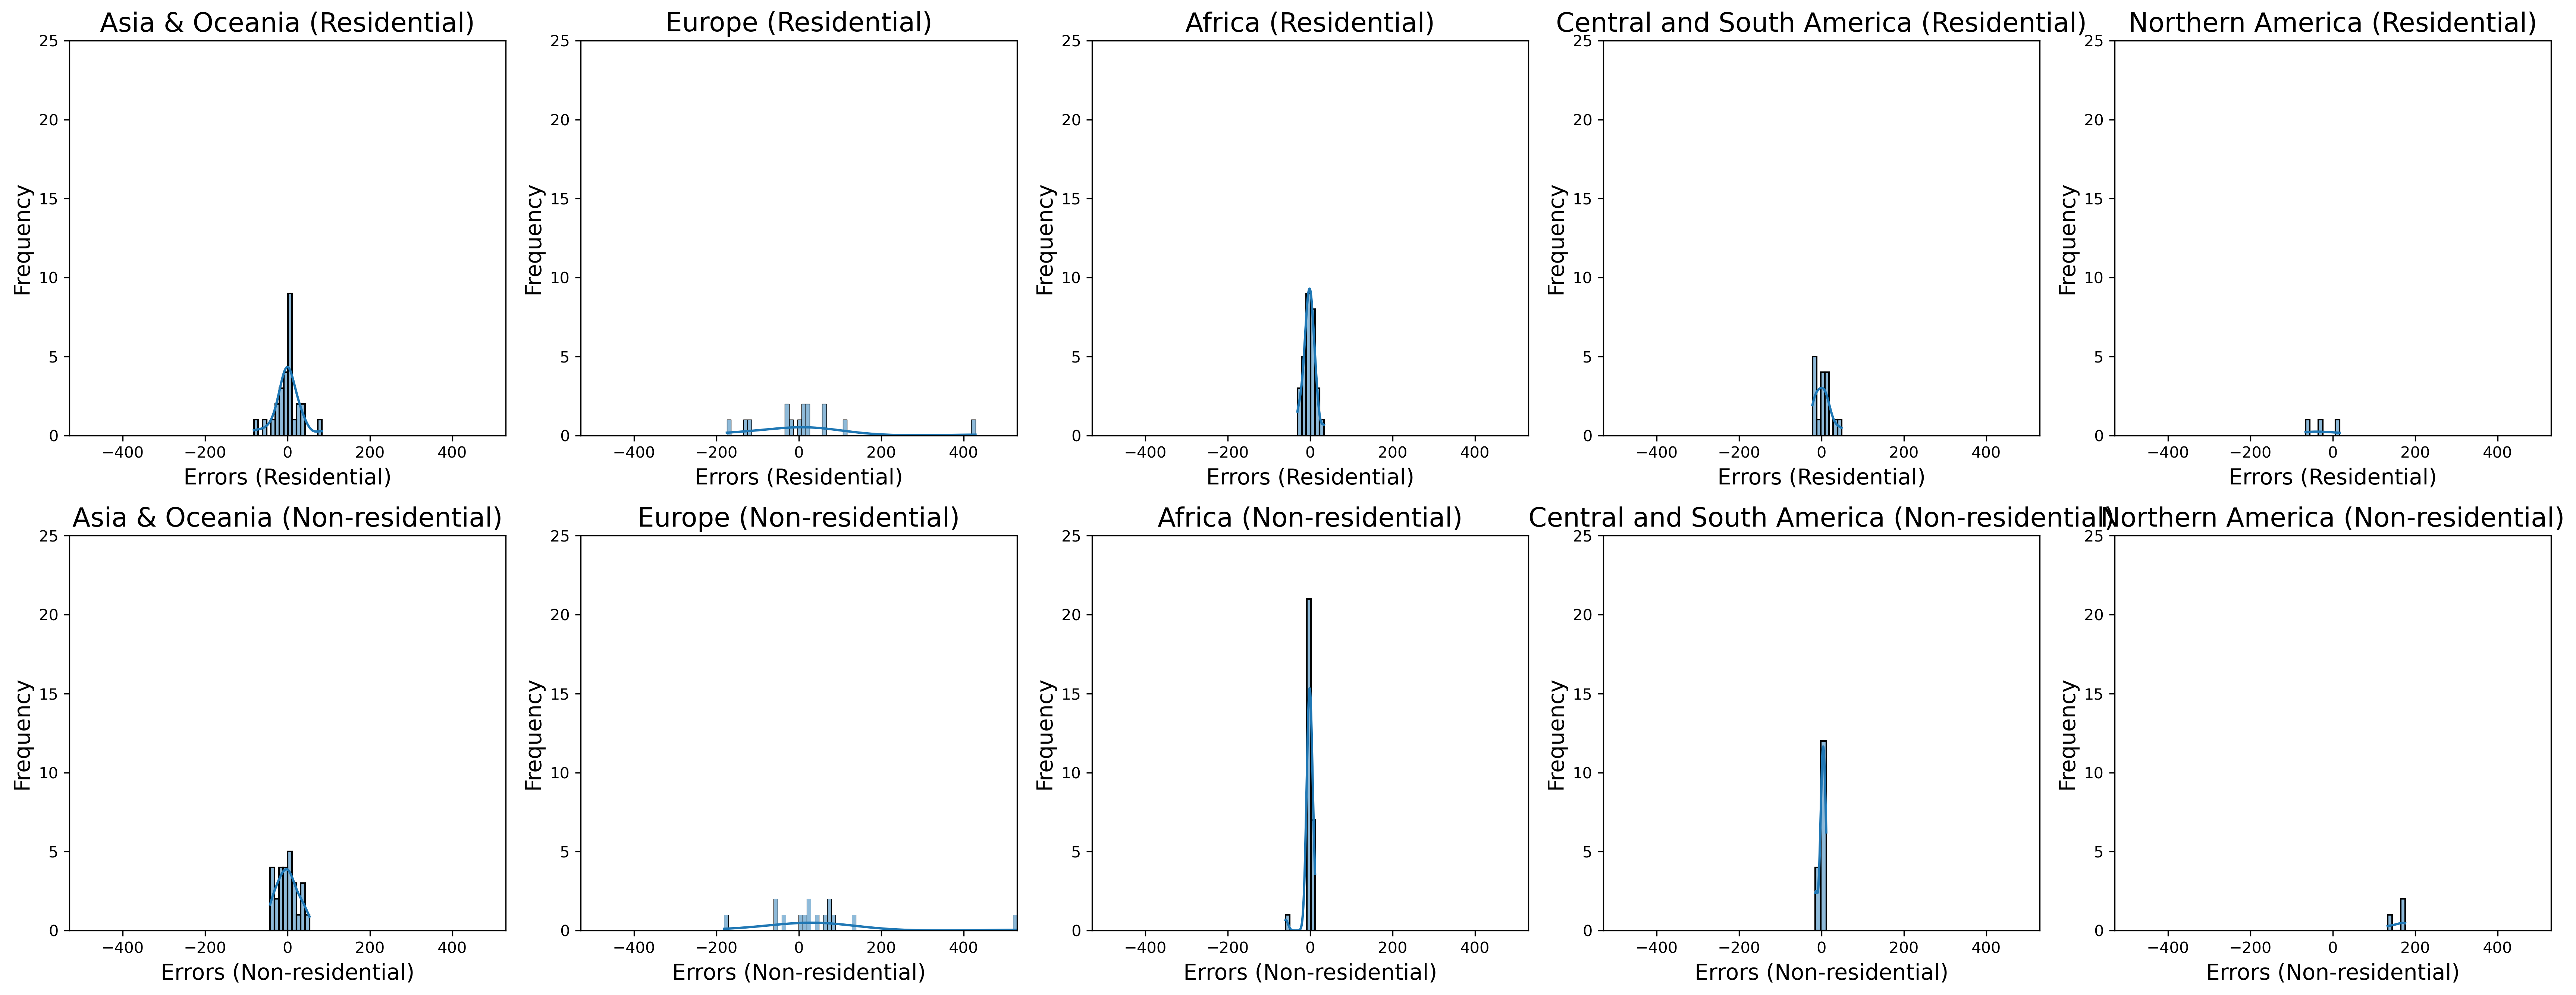 Asia & Oceania (Residential)
25
20
15
10
5
0
Frequency
−400 −200 0 200 400
Errors (Residential)
Europe (Residential)
25
20
15
10
5
0
Frequency
−400 −200 0 200 400
Errors (Residential)
Africa (Residential)
25
20
15
10
5
0
Frequency
−400 −200 0 200 400
Errors (Residential)
Central and South America (Residential)
25
20
15
10
5
0
Frequency
−400 −200 0 200 400
Errors (Residential)
Northern America (Residential)
25
20
15
10
5
0
Frequency
−400 −200 0 200 400
Errors (Residential)
Asia & Oceania (Non-residential)
25
20
15
10
5
0
Frequency
−400 −200 0 200 400
Errors (Non-residential)
Europe (Non-residential)
25
20
15
10
5
0
Frequency
−400 −200 0 200 400
Errors (Non-residential)
Africa (Non-residential)
25
20
15
10
5
0
Frequency
−400 −200 0 200 400
Errors (Non-residential)
Central and South America (Non-residential)
25
20
15
10
5
0
Frequency
−400 −200 0 200 400
Errors (Non-residential)
Northern America (Non-residential)
25
20
15
10
5
0
Frequency
−400 −200 0 200 400
Errors (Non-residential)